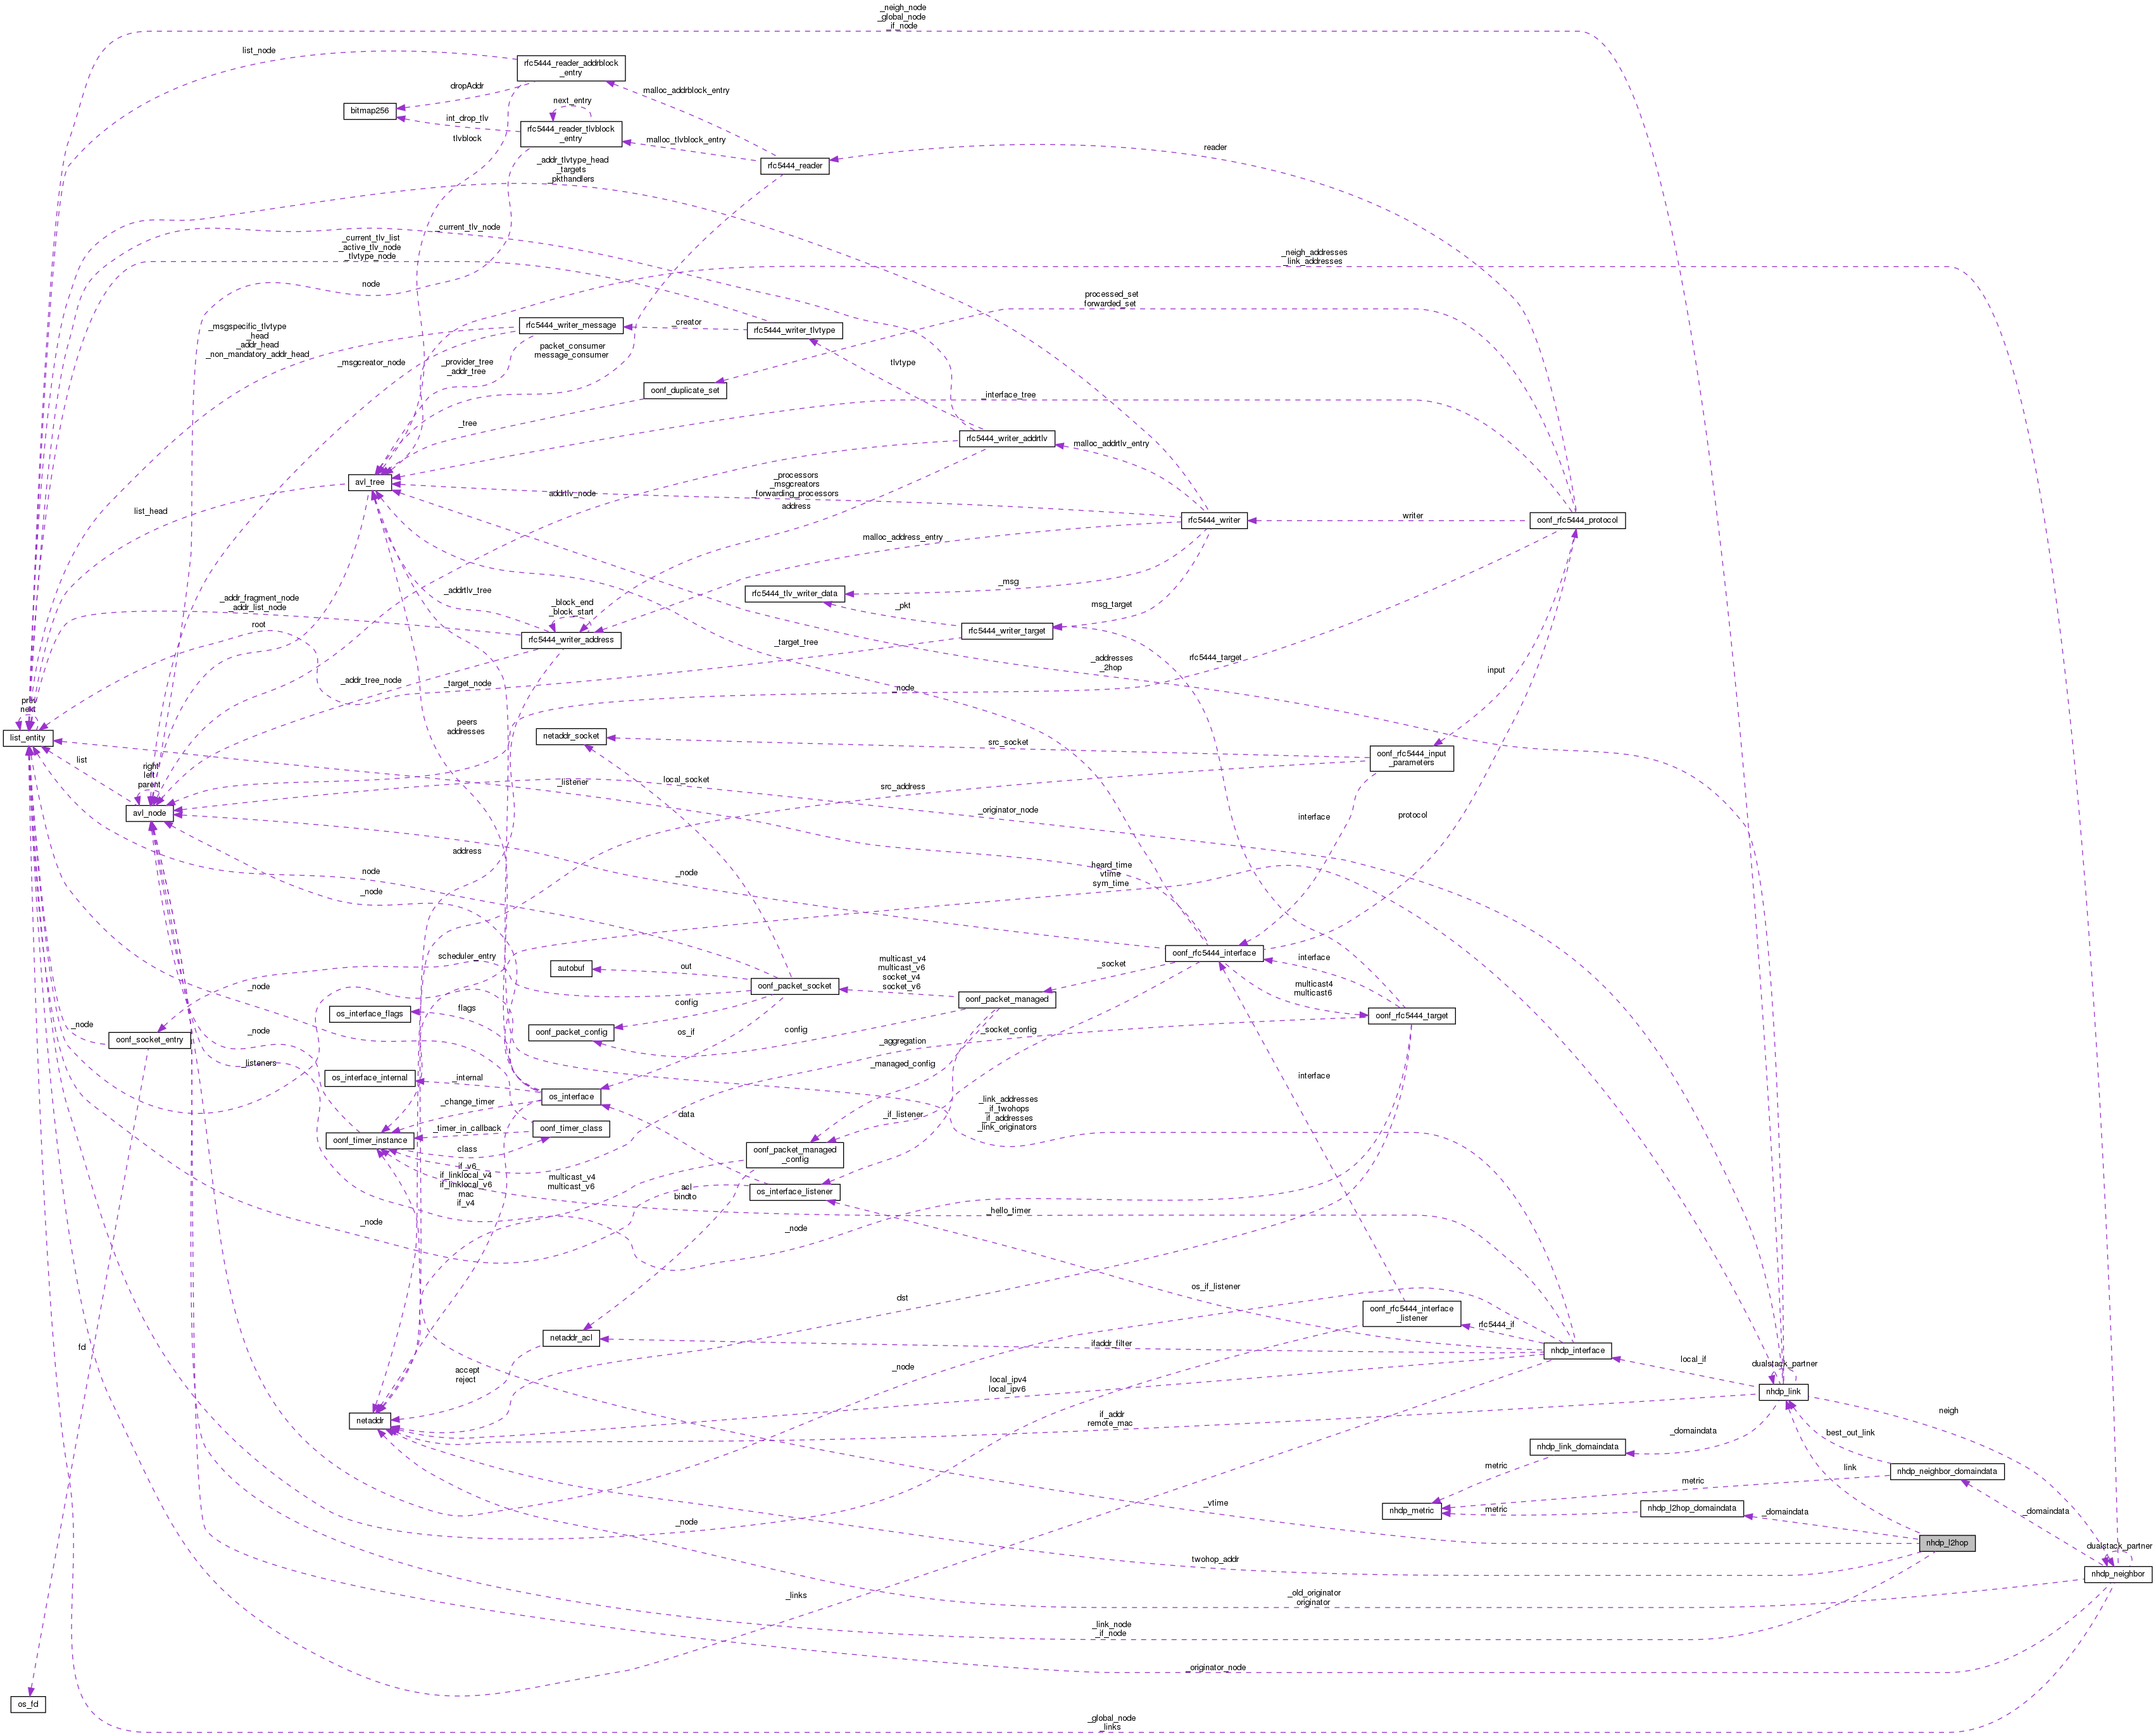 _neigh_node
_global_node
_if_node
list_node
rfc5444_reader_addrblock
_entry
dropAddr
malloc_addrblock_entry
bitmap256
next_entry
int_drop_tlv
rfc5444_reader_tlvblock
_entry
tlvblock
malloc_tlvblock_entry
reader
rfc5444_reader
_addr_tlvtype_head
_targets
_pkthandlers
_current_tlv_node
_current_tlv_list
_active_tlv_node
_tlvtype_node
_neigh_addresses
_link_addresses
node
processed_set
forwarded_set
_msgspecific_tlvtype
_head
_addr_head
_non_mandatory_addr_head
rfc5444_writer_message
_creator
rfc5444_writer_tlvtype
_msgcreator_node
_provider_tree
_addr_tree
packet_consumer
message_consumer
tlvtype
oonf_duplicate_set
_interface_tree
_tree
rfc5444_writer_addrtlv
malloc_addrtlv_entry
avl_tree
_processors
_msgcreators
_forwarding_processors
addrtlv_node
address
list_head
rfc5444_writer
writer
oonf_rfc5444_protocol
malloc_address_entry
_msg
_addrtlv_tree
rfc5444_tlv_writer_data
_addr_fragment_node
_addr_list_node
_block_end
_block_start
_pkt
msg_target
root
rfc5444_writer_address
rfc5444_writer_target
_target_tree
_addresses
_2hop
rfc5444_target
input
_addr_tree_node
_target_node
_node
prev
next
list_entity
peers
addresses
netaddr_socket
src_socket
oonf_rfc5444_input
_parameters
list
right
left
parent
avl_node
_local_socket
_listener
src_address
_originator_node
interface
protocol
address
node
_node
_node
heard_time
vtime
sym_time
scheduler_entry
autobuf
out
oonf_packet_socket
multicast_v4
multicast_v6
socket_v4
socket_v6
_socket
oonf_rfc5444_interface
interface
_node
os_interface_flags
flags
oonf_packet_config
config
oonf_packet_managed
multicast4
multicast6
oonf_rfc5444_target
_node
oonf_socket_entry
_node
os_if
config
_socket_config
_aggregation
_listeners
os_interface_internal
_internal
os_interface
_managed_config
interface
_change_timer
data
_if_listener
_link_addresses
_if_twohops
_if_addresses
_link_originators
oonf_timer_instance
_timer_in_callback
oonf_timer_class
class
oonf_packet_managed
_config
if_v6
if_linklocal_v4
if_linklocal_v6
mac
if_v4
multicast_v4
multicast_v6
acl
bindto
os_interface_listener
_hello_timer
_node
_node
os_if_listener
dst
oonf_rfc5444_interface
_listener
rfc5444_if
fd
netaddr_acl
ifaddr_filter
nhdp_interface
accept
reject
_node
local_if
dualstack_partner
local_ipv4
local_ipv6
nhdp_link
netaddr
if_addr
remote_mac
neigh
_domaindata
best_out_link
nhdp_link_domaindata
metric
link
nhdp_neighbor_domaindata
metric
_vtime
nhdp_metric
metric
nhdp_l2hop_domaindata
_domaindata
_domaindata
_node
nhdp_l2hop
dualstack_partner
twohop_addr
nhdp_neighbor
_links
_old_originator
originator
_link_node
_if_node
_originator_node
os_fd
_global_node
_links